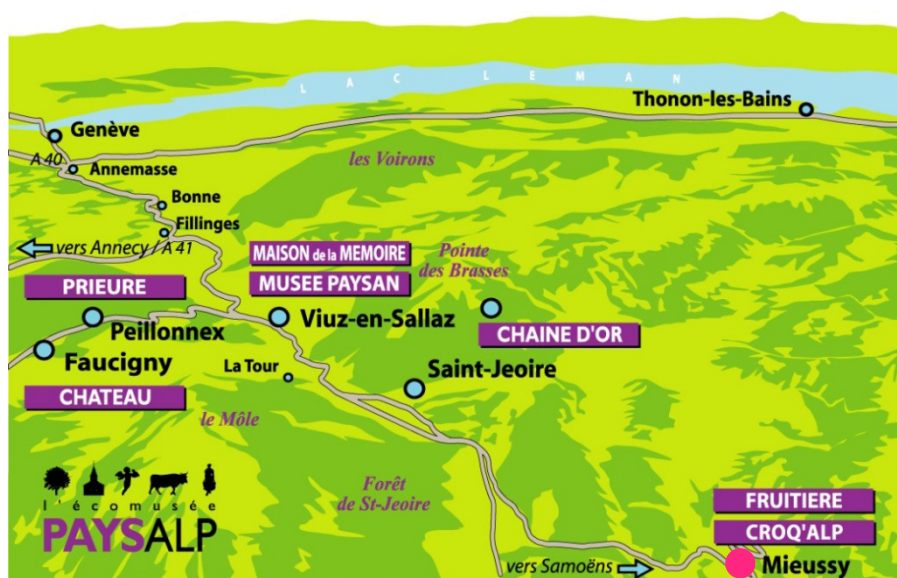 LAC LEMAN
Thonon-les-Bains
Genève
A 40
Annemasse
les Voirons
Bonne
Fillinges
vers Annecy / A 41
MAISON de la MEMOIRE
MUSEE PAYSAN
Pointe
des Brasses
PRIEURE
Peillonnex
Viuz-en-Sallaz
CHAINE D'OR
Faucigny
La Tour
Saint-Jeoire
CHATEAU
le Môle
l'écomusée
PAYSALP
Forêt
de St-Jeoire
FRUITIERE
CROQ'ALP
vers Samoëns
Mieussy